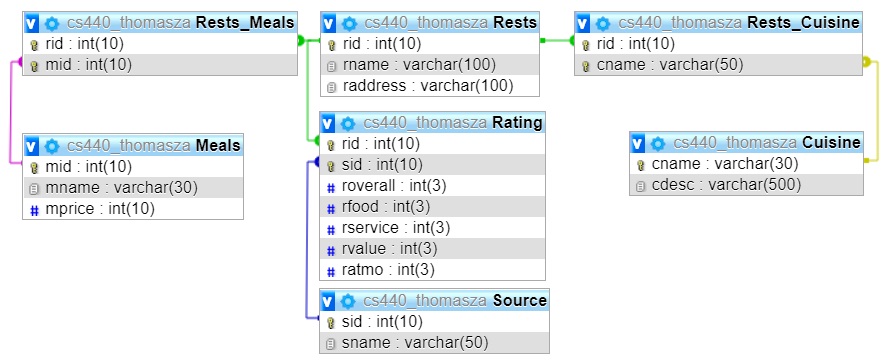 cs440_thomasza Rests_Meals
rid : int(10)
mid : int(10)
cs440_thomasza Rests
rid : int(10)
rname : varchar(100)
raddress : varchar(100)
cs440_thomasza Rests_Cuisine
rid : int(10)
cname : varchar(50)
cs440_thomasza Meals
mid : int(10)
mname : varchar(30)
# mprice : int(10)
cs440_thomasza Rating
rid : int(10)
sid : int(10)
# roverall : int(3)
# rfood : int(3)
# rservice : int(3)
# rvalue : int(3)
# ratmo : int(3)
cs440_thomasza Cuisine
cname : varchar(30)
cdesc : varchar(500)
cs440_thomasza Source
sid : int(10)
sname : varchar(50)